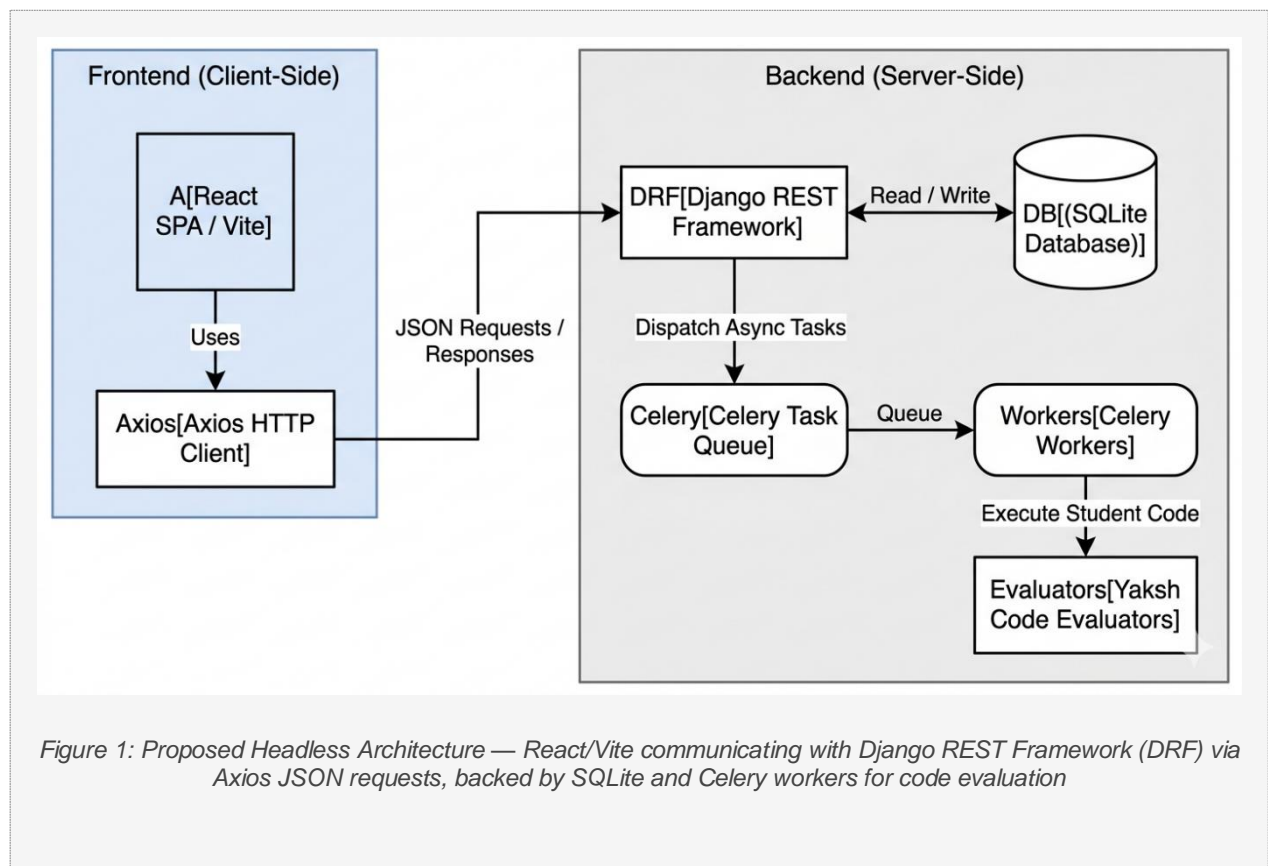 Frontend (Client-Side)
A[React
SPA / Vite]
Uses
Axios[Axios HTTP
Client]
JSON Requests /
Responses
Backend (Server-Side)
DRF[Django REST
Framework]
Read / Write
DB[(SQLite
Database)]
Dispatch Async Tasks
Celery[Celery Task
Queue]
Queue
Workers[Celery
Workers]
Execute Student Code
Evaluators[Yaksh
Code Evaluators]
Figure 1: Proposed Headless Architecture — React/Vite communicating with Django REST Framework (DRF) via
Axios JSON requests, backed by SQLite and Celery workers for code evaluation